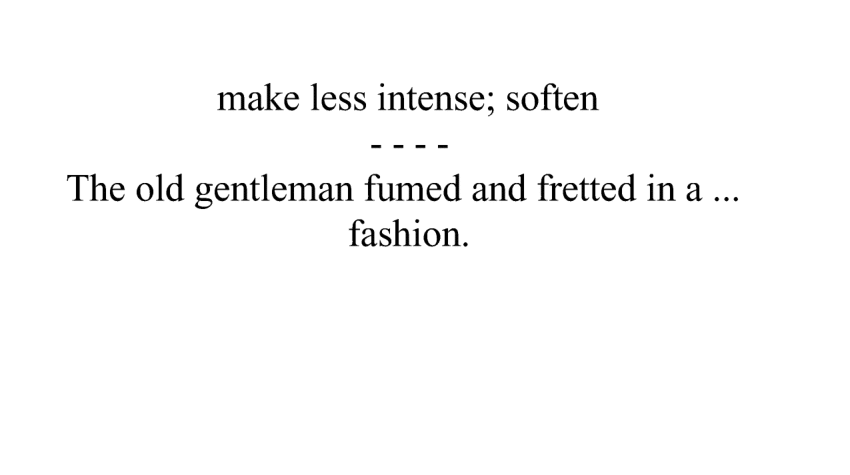 make less intense; soften
- - - -
The old gentleman fumed and fretted in a ...
fashion.